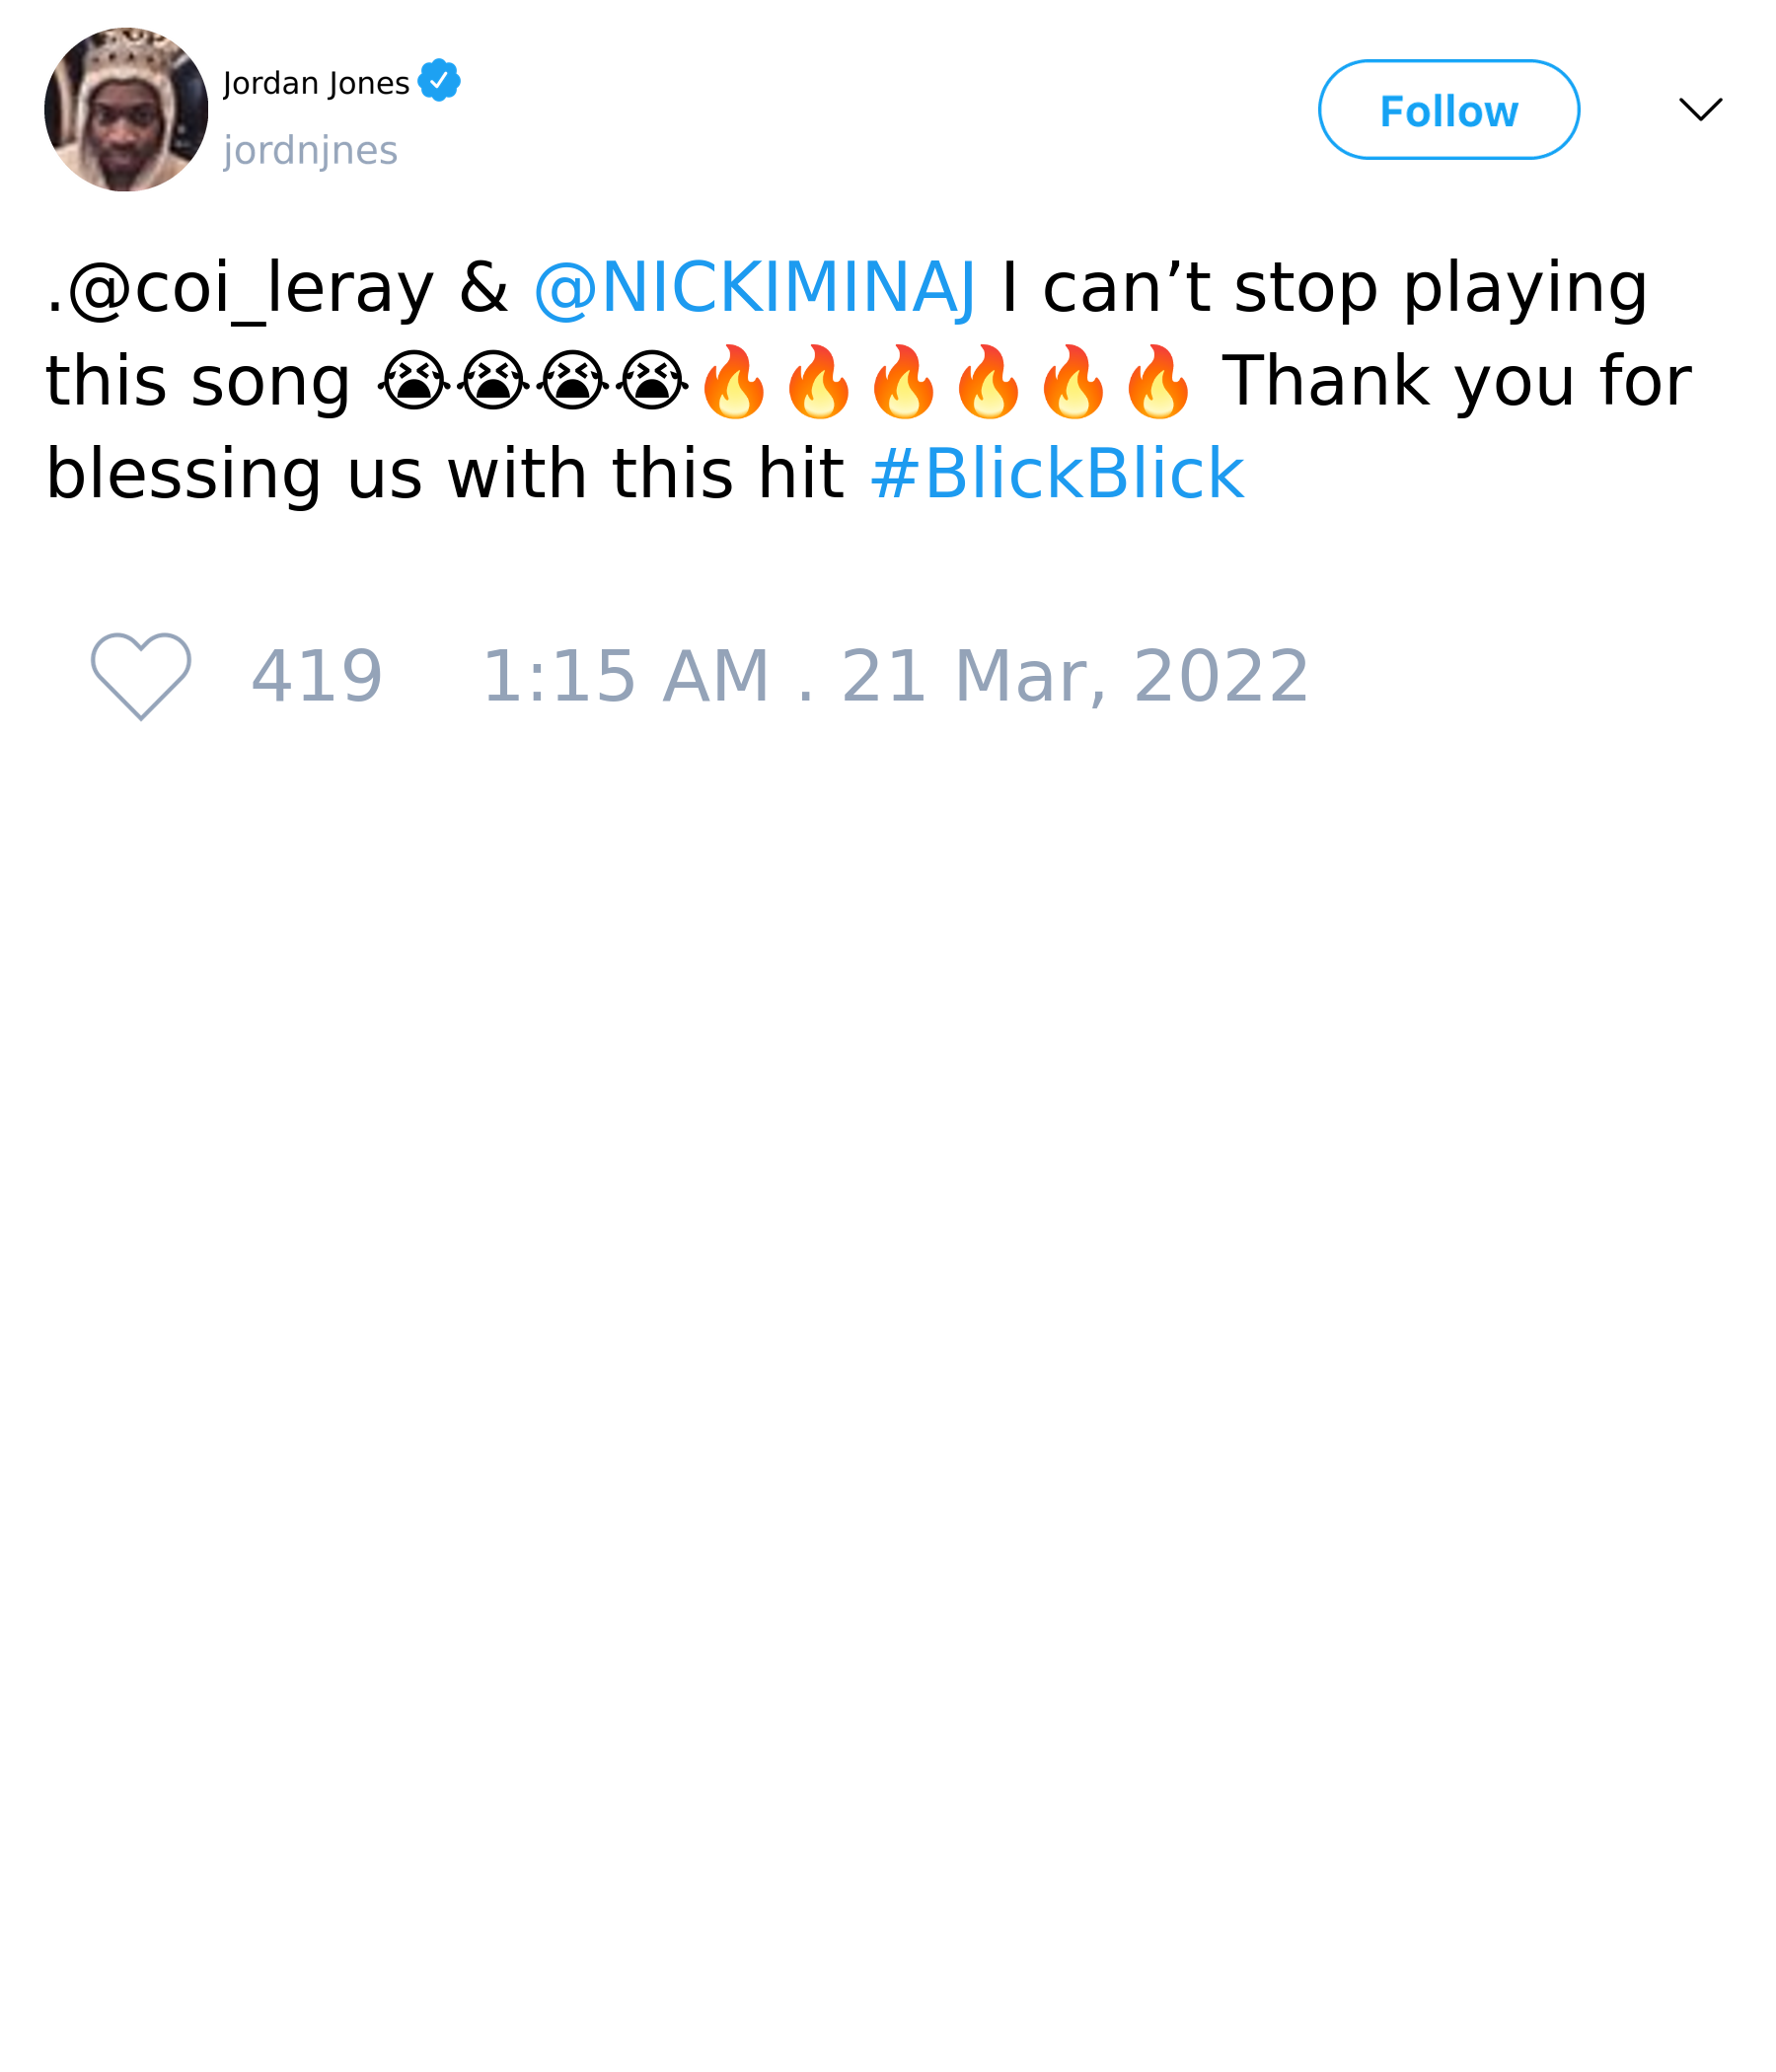 Jordan Jones
jordnjnes
Follow
.@coi_leray & @NICKIMINAJ I can’t stop playing
this song 😭😭😭😭🔥🔥🔥🔥🔥🔥 Thank you for
blessing us with this hit #BlickBlick
419 1:15 AM . 21 Mar, 2022